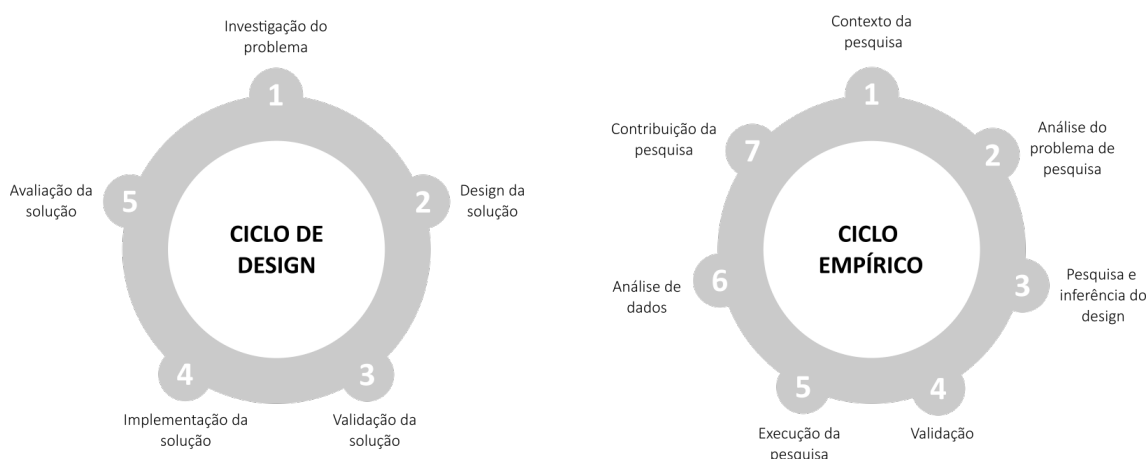 Investigação do
problema
1
Design da
solução
2
Validação da
solução
3
Implementação da
solução
4
Avaliação da
solução
5
CICLO DE
DESIGN
Contexto da
pesquisa
1
Análise do
problema de
pesquisa
2
Pesquisa e
inferência do
design
3
Validação
4
Execução da
pesquisa
5
Análise de
dados
6
Contribuição da
pesquisa
7
CICLO
EMPÍRICO